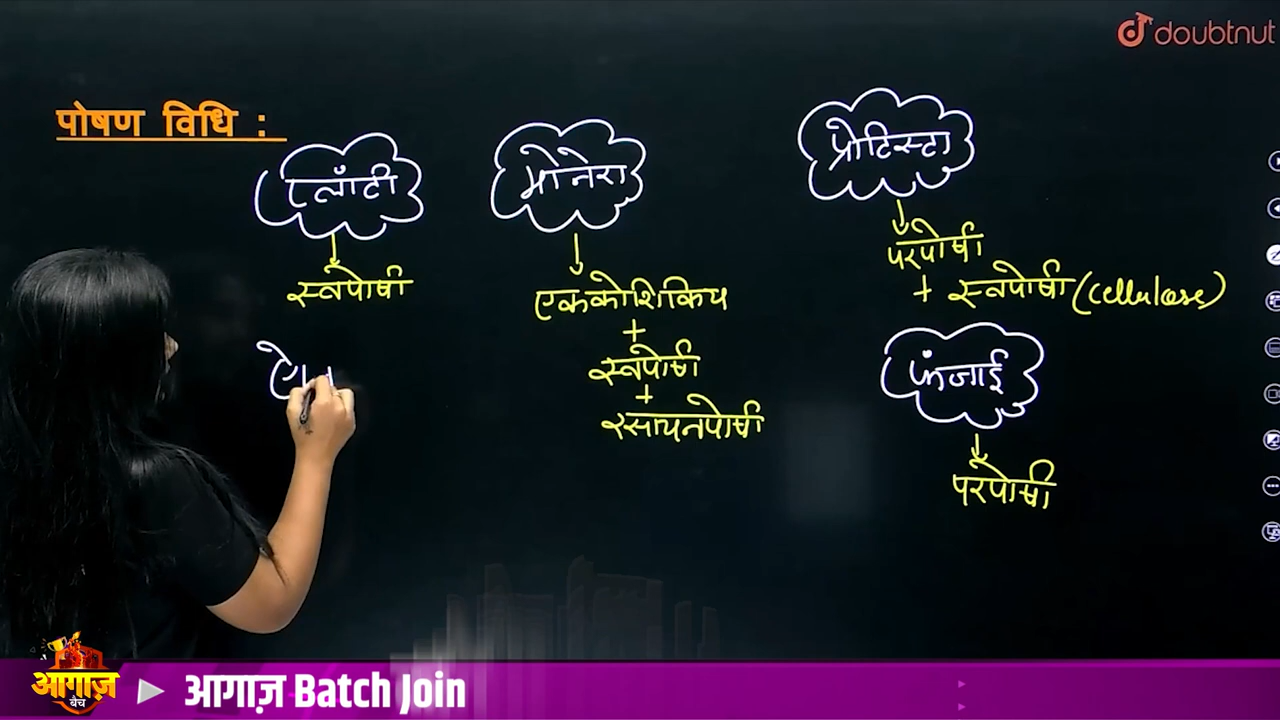 doubtnut
पोषण विधि :
प्लांटी
स्वपोषी
मोनेरा
एककोशिकिय
+
स्वपोषी
+
रसायनपोषी
प्रोटिस्टा
परपोषी
+ स्वपोषी (cellulose)
फंजाई
परपोषी
आगाज़
बैच
आगाज़ Batch Join